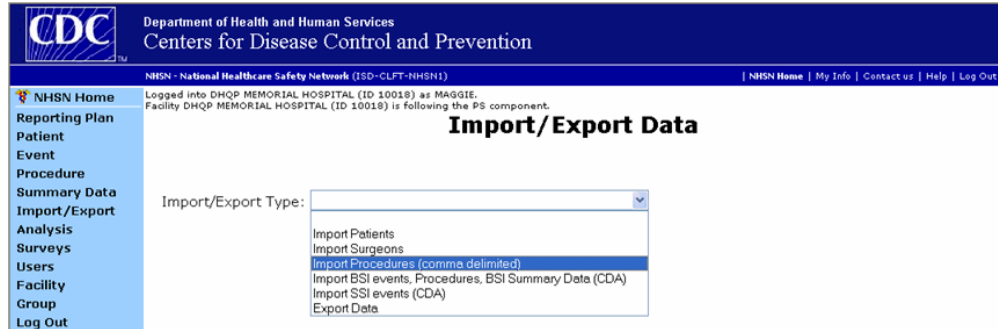 CDC
TM
Department of Health and Human Services
Centers for Disease Control and Prevention
NHSN - National Healthcare Safety Network (ISD-CLFT-NHSN1)
| NHSN Home | My Info | Contact us | Help | Log Out
NHSN Home
Reporting Plan
Patient
Event
Procedure
Summary Data
Import/Export
Analysis
Surveys
Users
Facility
Group
Log Out
Logged into DHQP MEMORIAL HOSPITAL (ID 10018) as MAGGIE.
Facility DHQP MEMORIAL HOSPITAL (ID 10018) is following the PS component.
Import/Export Data
Import/Export Type:
Import Patients
Import Surgeons
Import Procedures (comma delimited)
Import BSI events, Procedures, BSI Summary Data (CDA)
Import SSI events (CDA)
Export Data